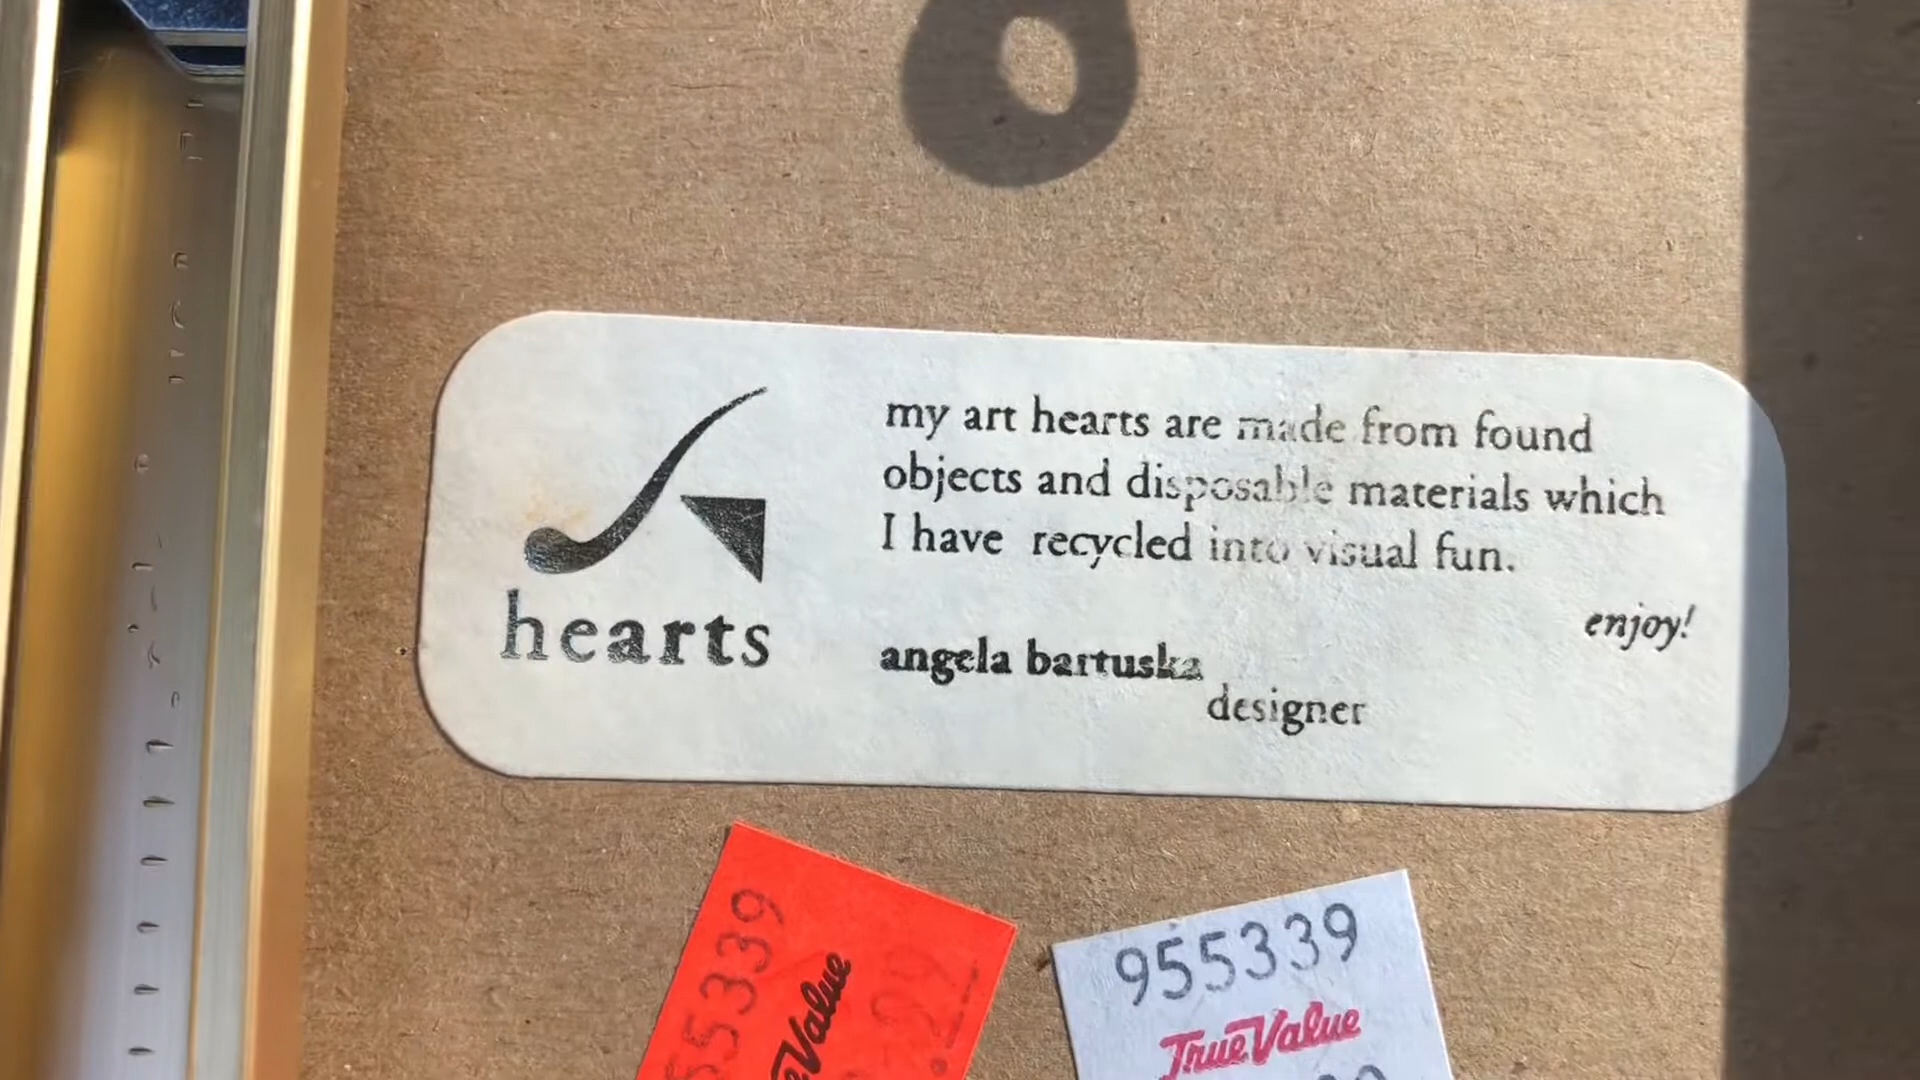 my art hearts are made from found
objects and disposable materials which
I have recycled into visual fun.
enjoy!
hearts
angela bartuska
designer
55339
Value
955339
True Value